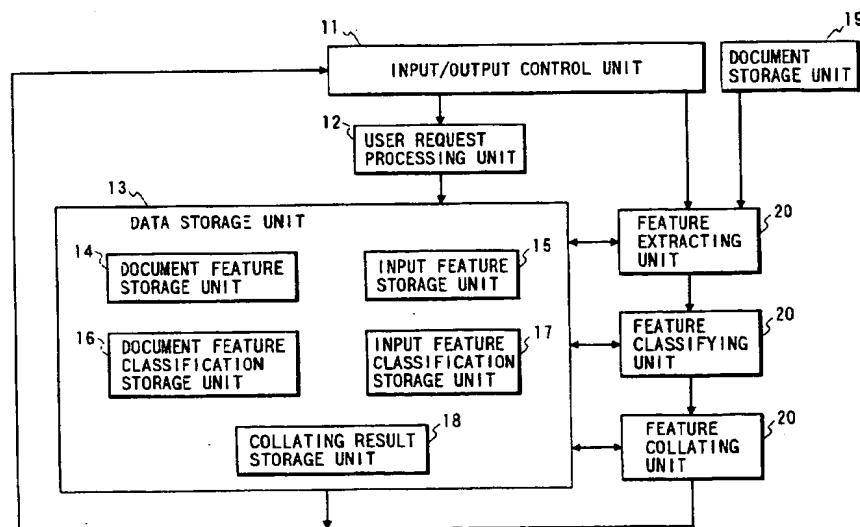 11
INPUT/OUTPUT CONTROL UNIT
19
DOCUMENT
STORAGE UNIT
12
USER REQUEST
PROCESSING UNIT
13
DATA STORAGE UNIT
14
DOCUMENT FEATURE
STORAGE UNIT
15
INPUT FEATURE
STORAGE UNIT
20
FEATURE
EXTRACTING
UNIT
16
DOCUMENT FEATURE
CLASSIFICATION
STORAGE UNIT
17
INPUT FEATURE
CLASSIFICATION
STORAGE UNIT
20
FEATURE
CLASSIFYING
UNIT
18
COLLATING RESULT
STORAGE UNIT
20
FEATURE
COLLATING
UNIT